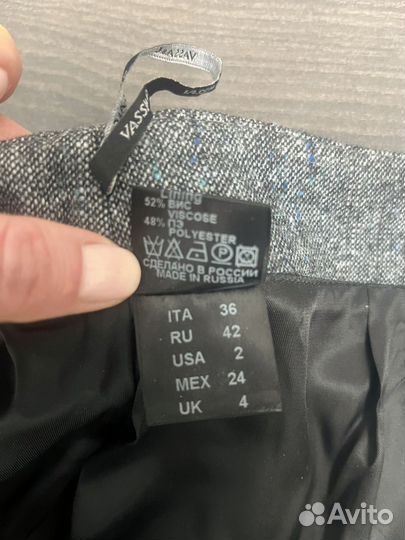 VASSA&
Lining
52% ВИС
VISCOSE
48% ПЭ
POLYESTER
P
СДЕЛАНО В РОССИИ
MADE IN RUSSIA
ITA 36
RU 42
USA 2
MEX 24
UK 4
Avito